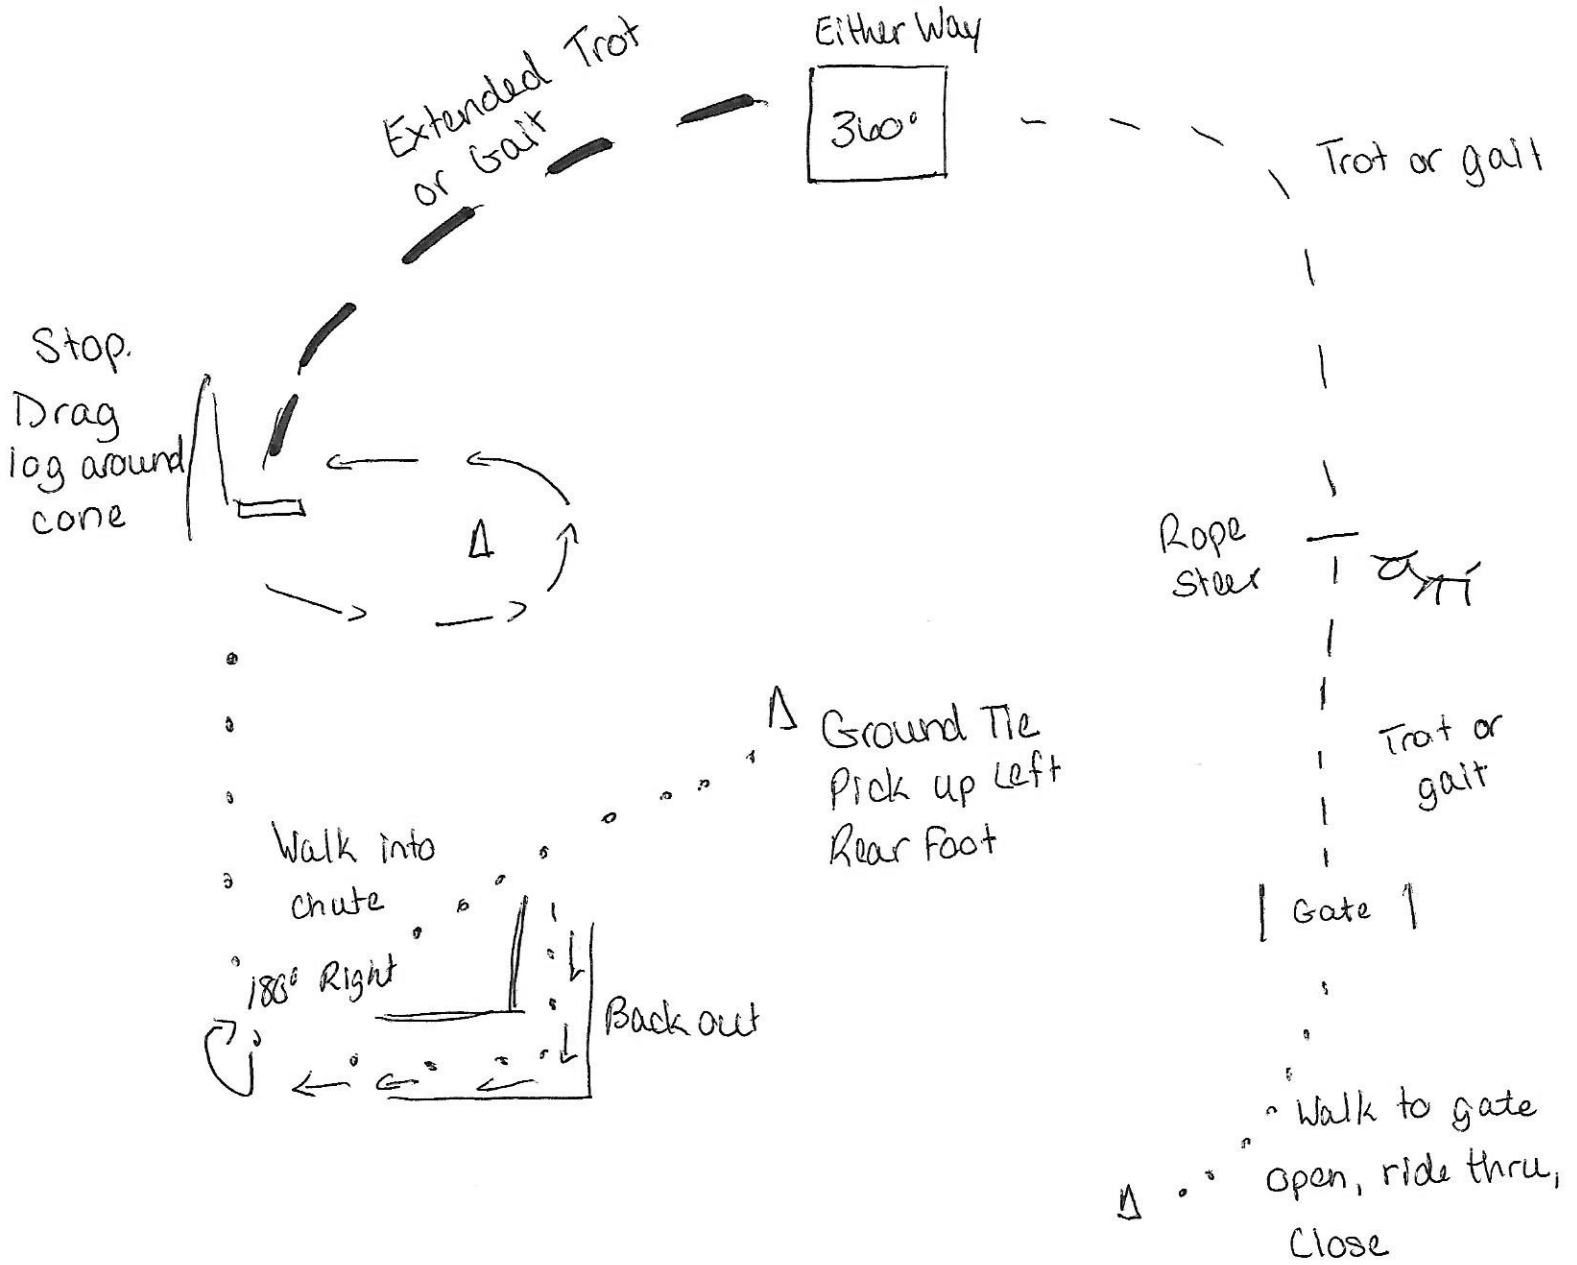 Either Way
360°
Extended Trot
or Gait
Trot or gait
Stop.
Drag
log around
cone
Rope
Steer
Trot or
gait
Ground Tie
Pick up Left
Rear Foot
Walk into
chute
180° Right
Back out
Gate
Walk to gate
open, ride thru,
Close